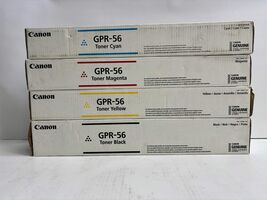 Canon
GPR-56
Toner Cyan
GENUINE
Canon
GPR-56
Toner Magenta
Magenta
GENUINE
Canon
GPR-56
Toner Yellow
GENUINE
Canon
GPR-56
Toner Black
GENUINE